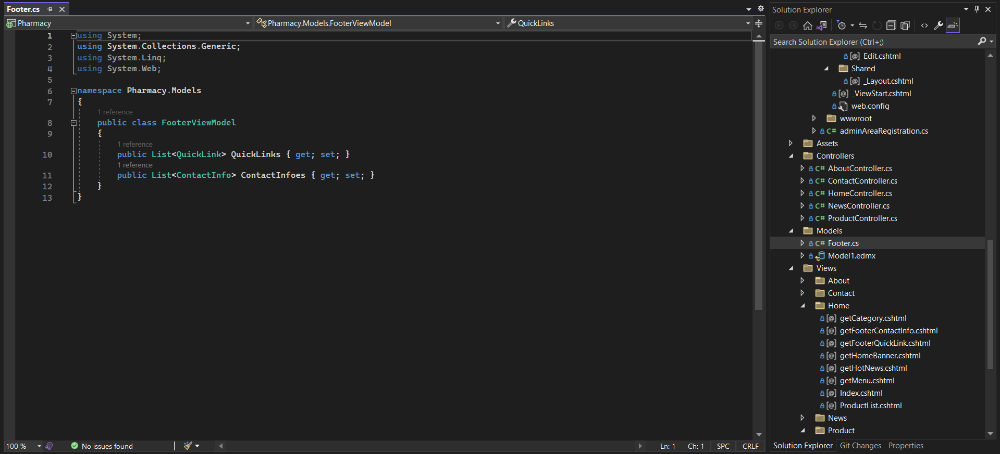 Footer.cs
Pharmacy
Pharmacy.Models.FooterViewModel
QuickLinks
1 using System;
2 using System.Collections.Generic;
3 using System.Linq;
4 using System.Web;
5
6 namespace Pharmacy.Models
7 {
1 reference
8 public class FooterViewModel
9 {
1 reference
10 public List<QuickLink> QuickLinks { get; set; }
1 reference
11 public List<ContactInfo> ContactInfoes { get; set; }
12 }
13 }
100 %
No issues found
Ln: 1
Ch: 1
SPC
CRLF
Solution Explorer
Search Solution Explorer (Ctrl+;)
Edit.cshtml
Shared
_Layout.cshtml
_ViewStart.cshtml
web.config
wwwroot
C# adminAreaRegistration.cs
Assets
Controllers
C# AboutController.cs
C# ContactController.cs
C# HomeController.cs
C# NewsController.cs
C# ProductController.cs
Models
C# Footer.cs
Model1.edmx
Views
About
Contact
Home
getCategory.cshtml
getFooterContactInfo.cshtml
getFooterQuickLink.cshtml
getHomeBanner.cshtml
getHotNews.cshtml
getMenu.cshtml
Index.cshtml
ProductList.cshtml
News
Product
Solution Explorer
Git Changes
Properties